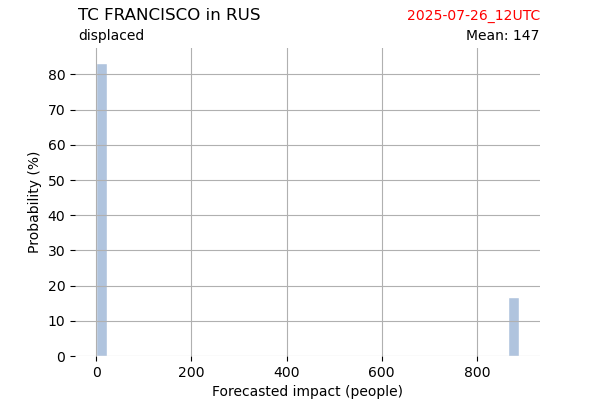 TC FRANCISCO in RUS
2025-07-26_12UTC
displaced
Mean: 147
80
70
60
50
40
30
20
10
0
Probability (%)
0 200 400 600 800
Forecasted impact (people)